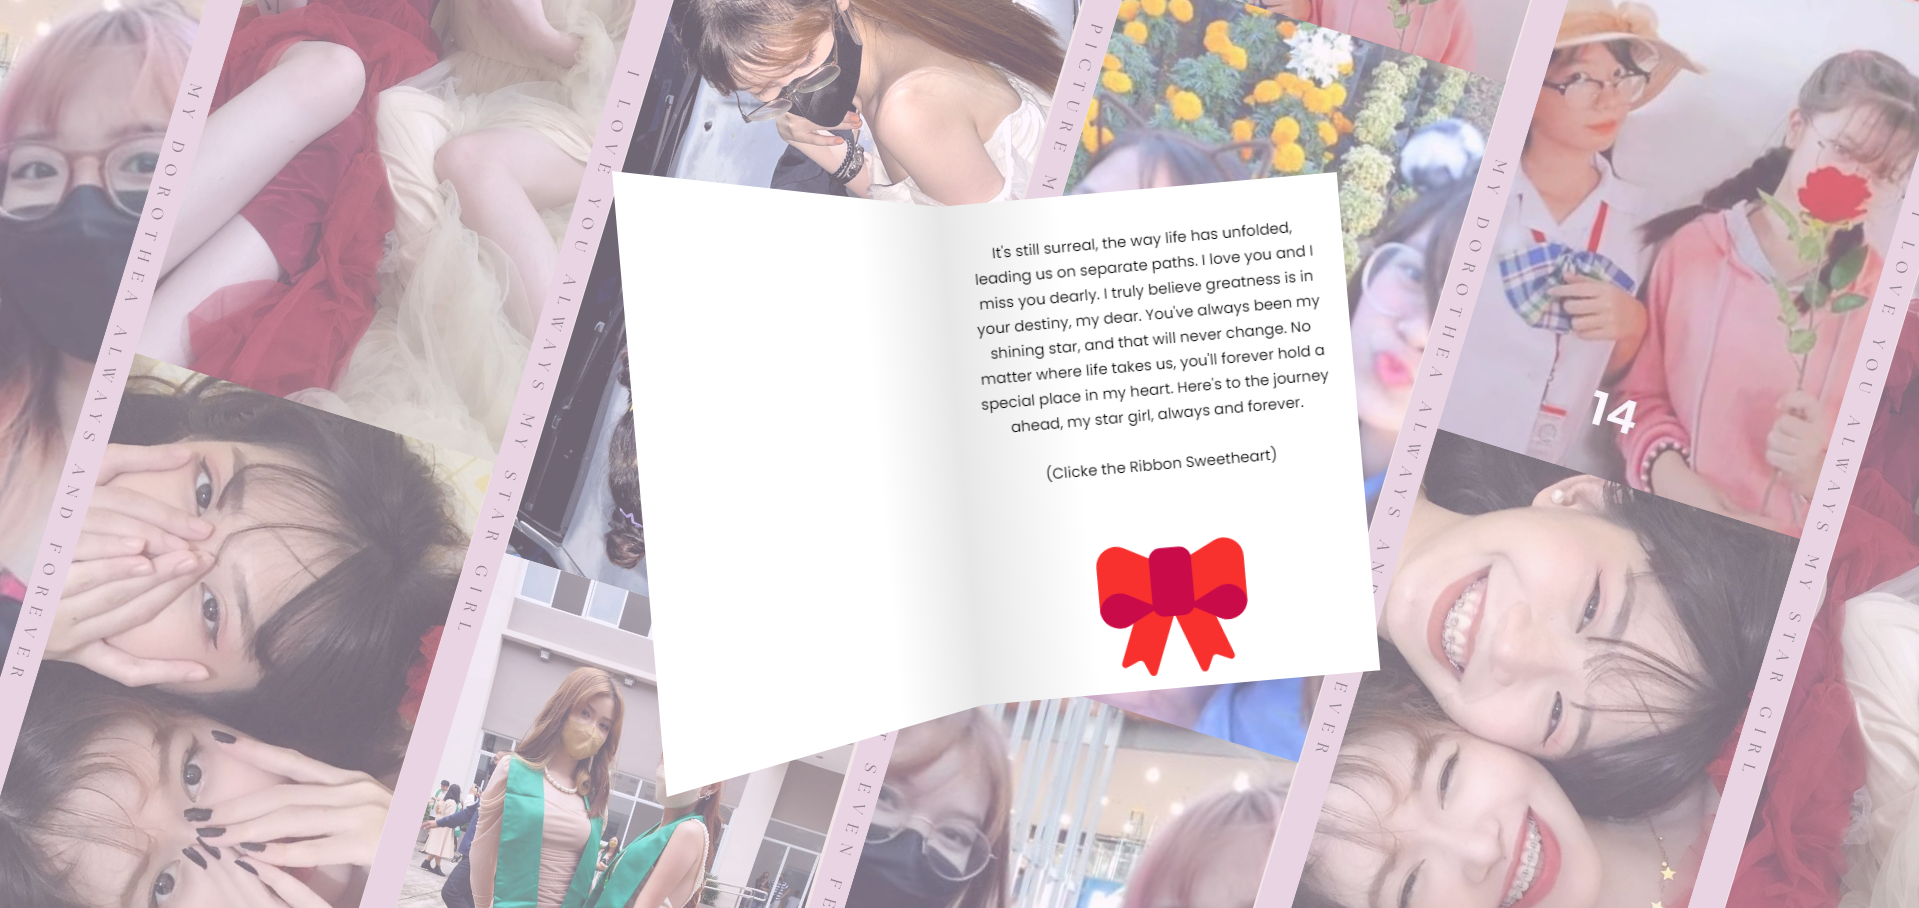 MY DOROTHEA ALWAYS AND FOREVER
I LOVE YOU ALWAYS MY STAR GIRL
PICTURE M
SEVEN FE
MY DOROTHEA ALWAYS AN
EVER
I LOVE YOU ALWAYS MY STAR GIRL
14
It's still surreal, the way life has unfolded,
leading us on separate paths. I love you and I
miss you dearly. I truly believe greatness is in
your destiny, my dear. You've always been my
shining star, and that will never change. No
matter where life takes us, you'll forever hold a
special place in my heart. Here's to the journey
ahead, my star girl, always and forever.
(Clicke the Ribbon Sweetheart)